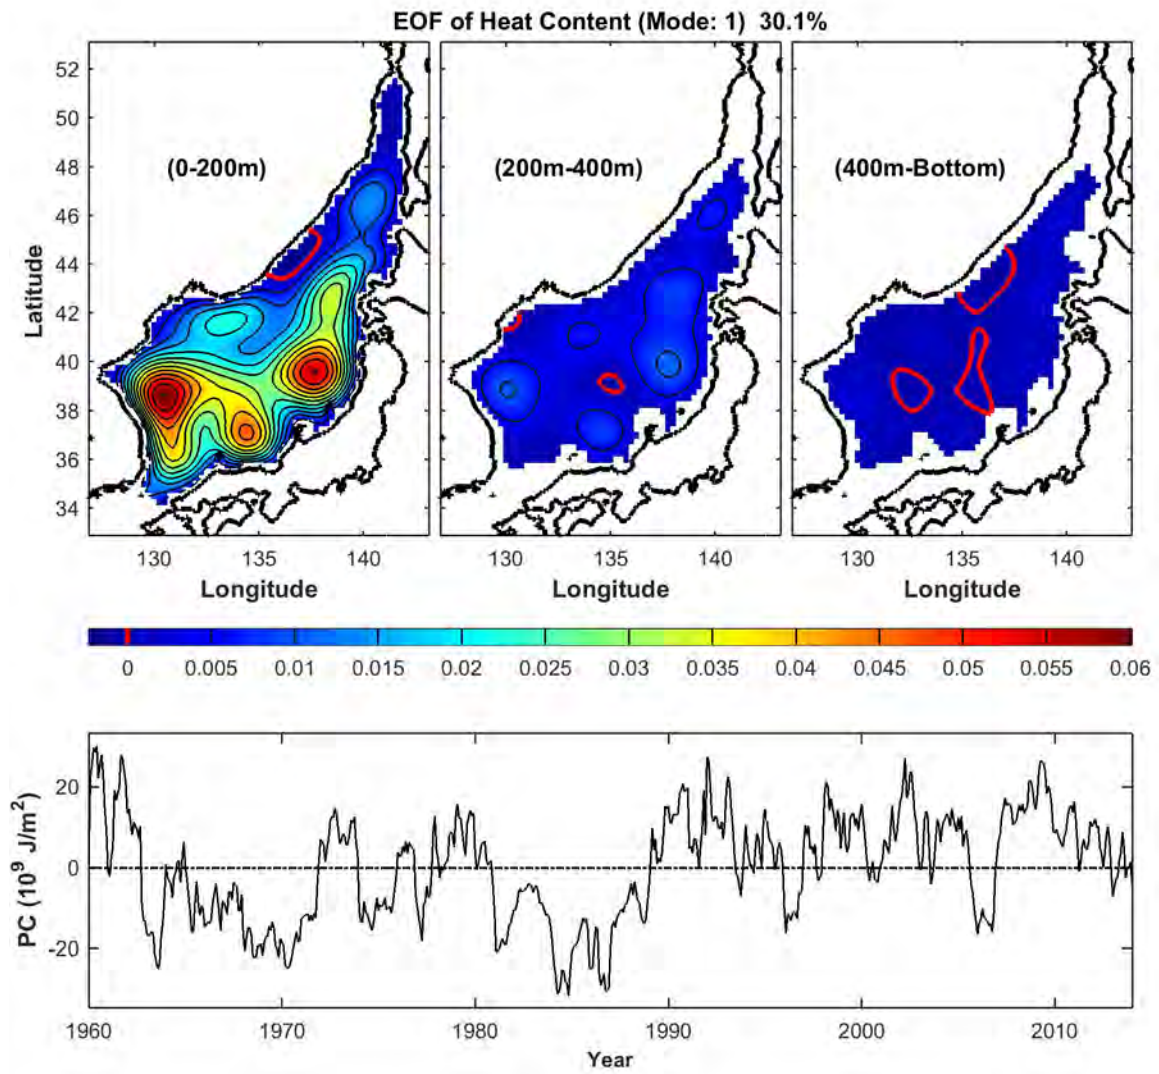 EOF of Heat Content (Mode: 1) 30.1%
52
50
48
46
44
42
40
38
36
34
Latitude
(0-200m)
(200m-400m)
(400m-Bottom)
130 135 140
130 135 140
130 135 140
Longitude
Longitude
Longitude
0 0.005 0.01 0.015 0.02 0.025 0.03 0.035 0.04 0.045 0.05 0.055 0.06
20
0
-20
PC (10⁹ J/m²)
1960 1970 1980 1990 2000 2010
Year